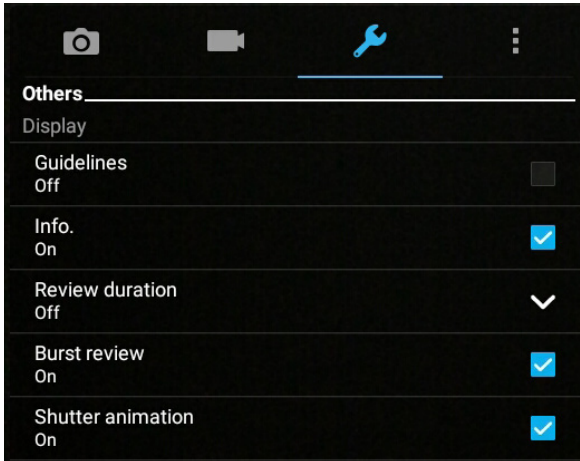 Others
Display
Guidelines
Off
Info.
On
Review duration
Off
Burst review
On
Shutter animation
On